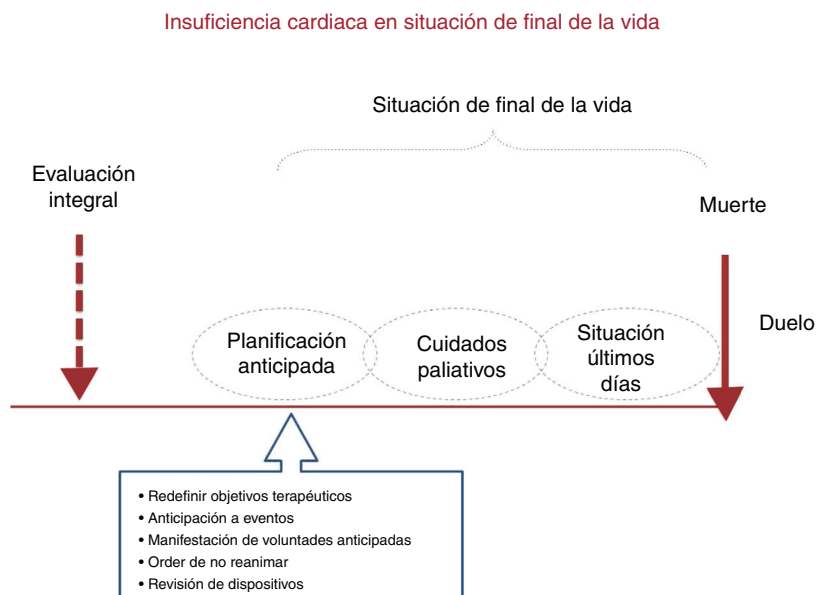 Insuficiencia cardiaca en situación de final de la vida
Situación de final de la vida
Evaluación
integral
Muerte
Planificación
anticipada
Cuidados
paliativos
Situación
últimos
días
Duelo
• Redefinir objetivos terapéuticos
• Anticipación a eventos
• Manifestación de voluntades anticipadas
• Order de no reanimar
• Revisión de dispositivos